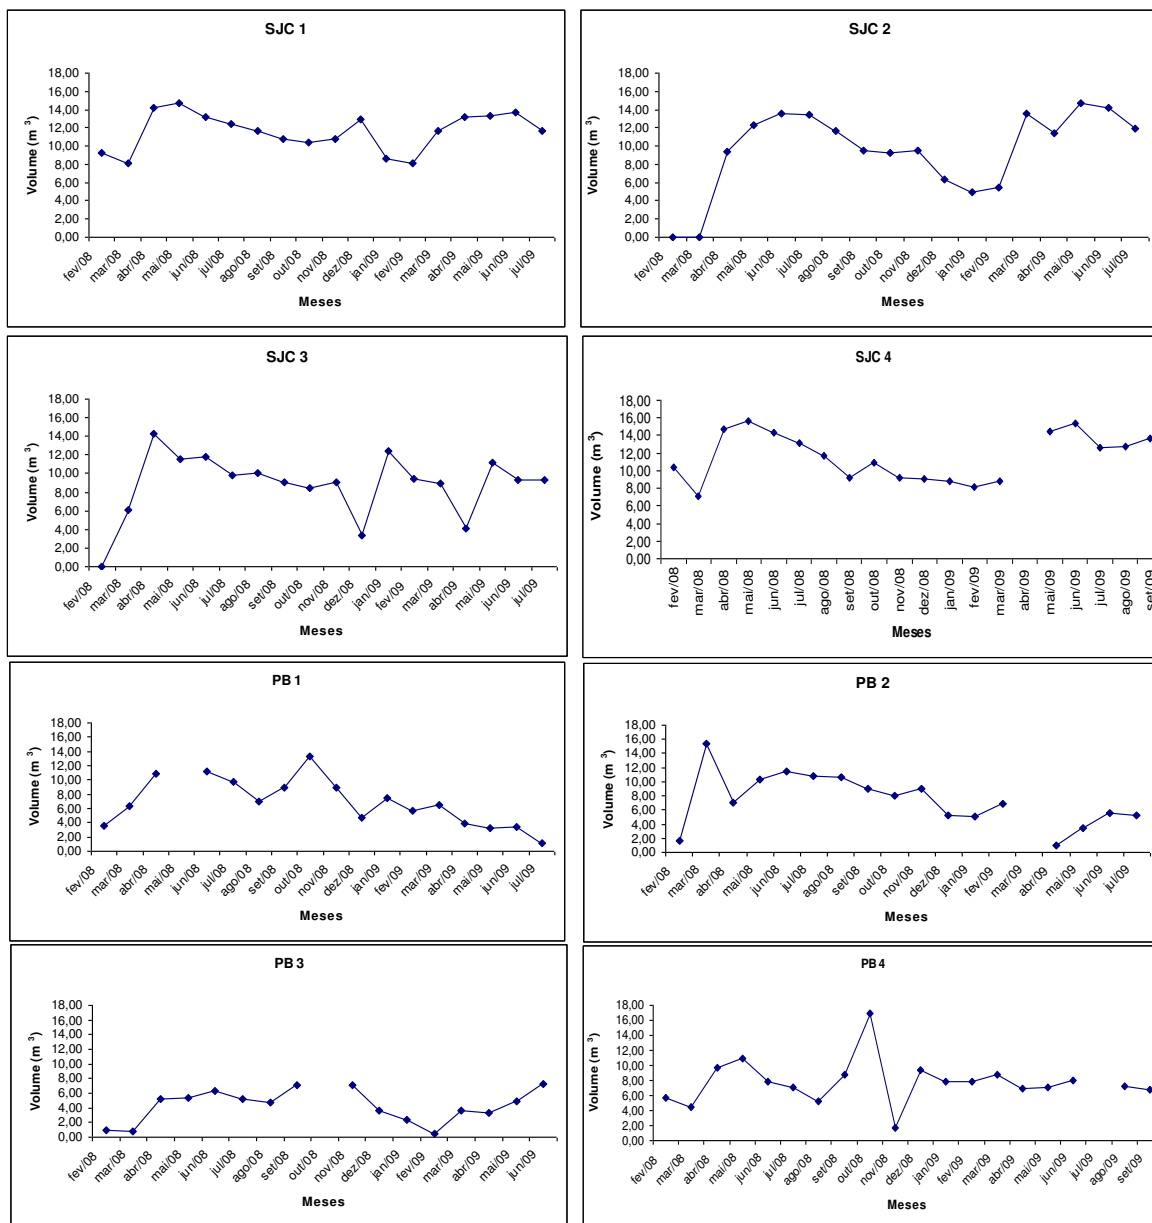 SJC 1
Volume (m³)
18,00
16,00
14,00
12,00
10,00
8,00
6,00
4,00
2,00
0,00
fev/08 mar/08 abr/08 mai/08 jun/08 jul/08 ago/08 set/08 out/08 nov/08 dez/08 jan/09 fev/09 mar/09 abr/09 mai/09 jun/09 jul/09
Meses
SJC 2
Volume (m³)
18,00
16,00
14,00
12,00
10,00
8,00
6,00
4,00
2,00
0,00
fev/08 mar/08 abr/08 mai/08 jun/08 jul/08 ago/08 set/08 out/08 nov/08 dez/08 jan/09 fev/09 mar/09 abr/09 mai/09 jun/09 jul/09
Meses
SJC 3
Volume (m³)
18,00
16,00
14,00
12,00
10,00
8,00
6,00
4,00
2,00
0,00
fev/08 mar/08 abr/08 mai/08 jun/08 jul/08 ago/08 set/08 out/08 nov/08 dez/08 jan/09 fev/09 mar/09 abr/09 mai/09 jun/09 jul/09
Meses
SJC 4
Volume (m³)
18,00
16,00
14,00
12,00
10,00
8,00
6,00
4,00
2,00
0,00
fev/08 mar/08 abr/08 mai/08 jun/08 jul/08 ago/08 set/08 out/08 nov/08 dez/08 jan/09 fev/09 mar/09 abr/09 mai/09 jun/09 jul/09 ago/09 set/09
Meses
PB 1
Volume (m³)
18,00
16,00
14,00
12,00
10,00
8,00
6,00
4,00
2,00
0,00
fev/08 mar/08 abr/08 mai/08 jun/08 jul/08 ago/08 set/08 out/08 nov/08 dez/08 jan/09 fev/09 mar/09 abr/09 mai/09 jun/09 jul/09
Meses
PB 2
Volume (m³)
18,00
16,00
14,00
12,00
10,00
8,00
6,00
4,00
2,00
0,00
fev/08 mar/08 abr/08 mai/08 jun/08 jul/08 ago/08 set/08 out/08 nov/08 dez/08 jan/09 fev/09 mar/09 abr/09 mai/09 jun/09 jul/09
Meses
PB 3
Volume (m³)
18,00
16,00
14,00
12,00
10,00
8,00
6,00
4,00
2,00
0,00
fev/08 mar/08 abr/08 mai/08 jun/08 jul/08 ago/08 set/08 out/08 nov/08 dez/08 jan/09 fev/09 mar/09 abr/09 mai/09 jun/09
Meses
PB 4
Volume (m³)
18,00
16,00
14,00
12,00
10,00
8,00
6,00
4,00
2,00
0,00
fev/08 mar/08 abr/08 mai/08 jun/08 jul/08 ago/08 set/08 out/08 nov/08 dez/08 jan/09 fev/09 mar/09 abr/09 mai/09 jun/09 jul/09 ago/09 set/09
Meses